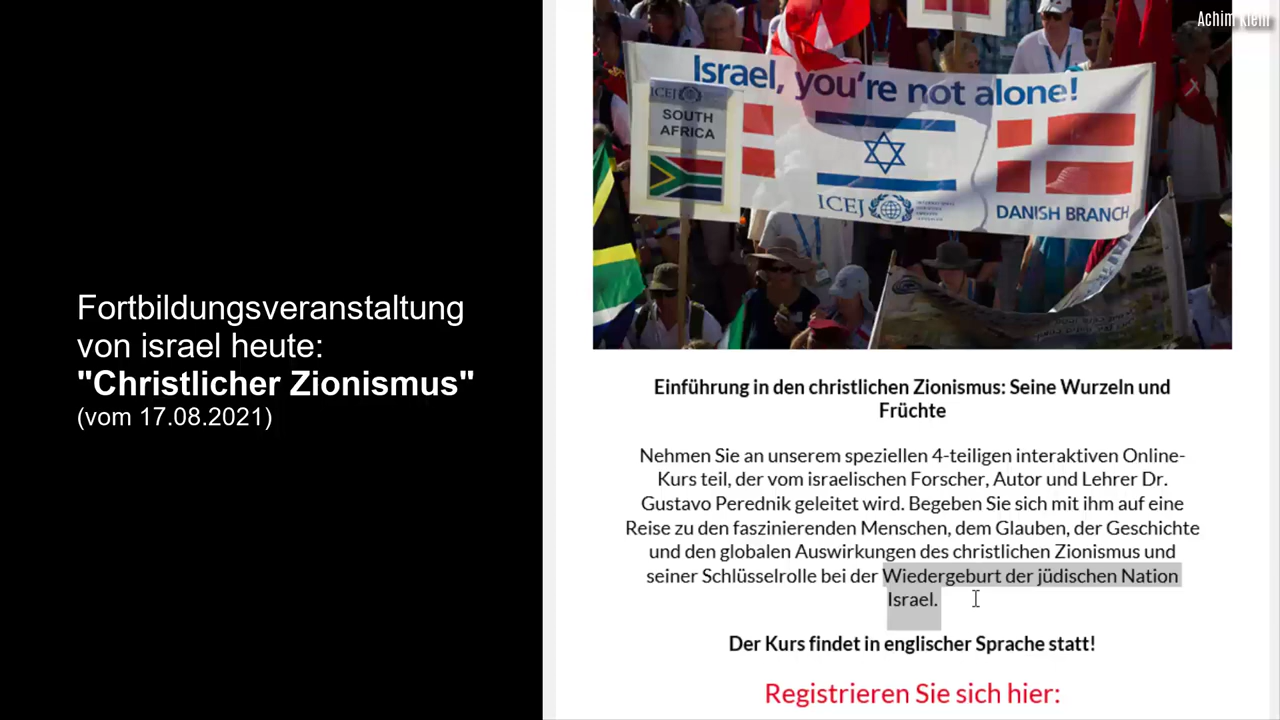 Achim Klein
Fortbildungsveranstaltung
von israel heute:
"Christlicher Zionismus"
(vom 17.08.2021)
Israel, you're not alone!
ICEJ
SOUTH
AFRICA
ICEJ
DANISH BRANCH
Einführung in den christlichen Zionismus: Seine Wurzeln und
Früchte
Nehmen Sie an unserem speziellen 4-teiligen interaktiven Online-
Kurs teil, der vom israelischen Forscher, Autor und Lehrer Dr.
Gustavo Perednik geleitet wird. Begeben Sie sich mit ihm auf eine
Reise zu den faszinierenden Menschen, dem Glauben, der Geschichte
und den globalen Auswirkungen des christlichen Zionismus und
seiner Schlüsselrolle bei der Wiedergeburt der jüdischen Nation
Israel.
Der Kurs findet in englischer Sprache statt!
Registrieren Sie sich hier: